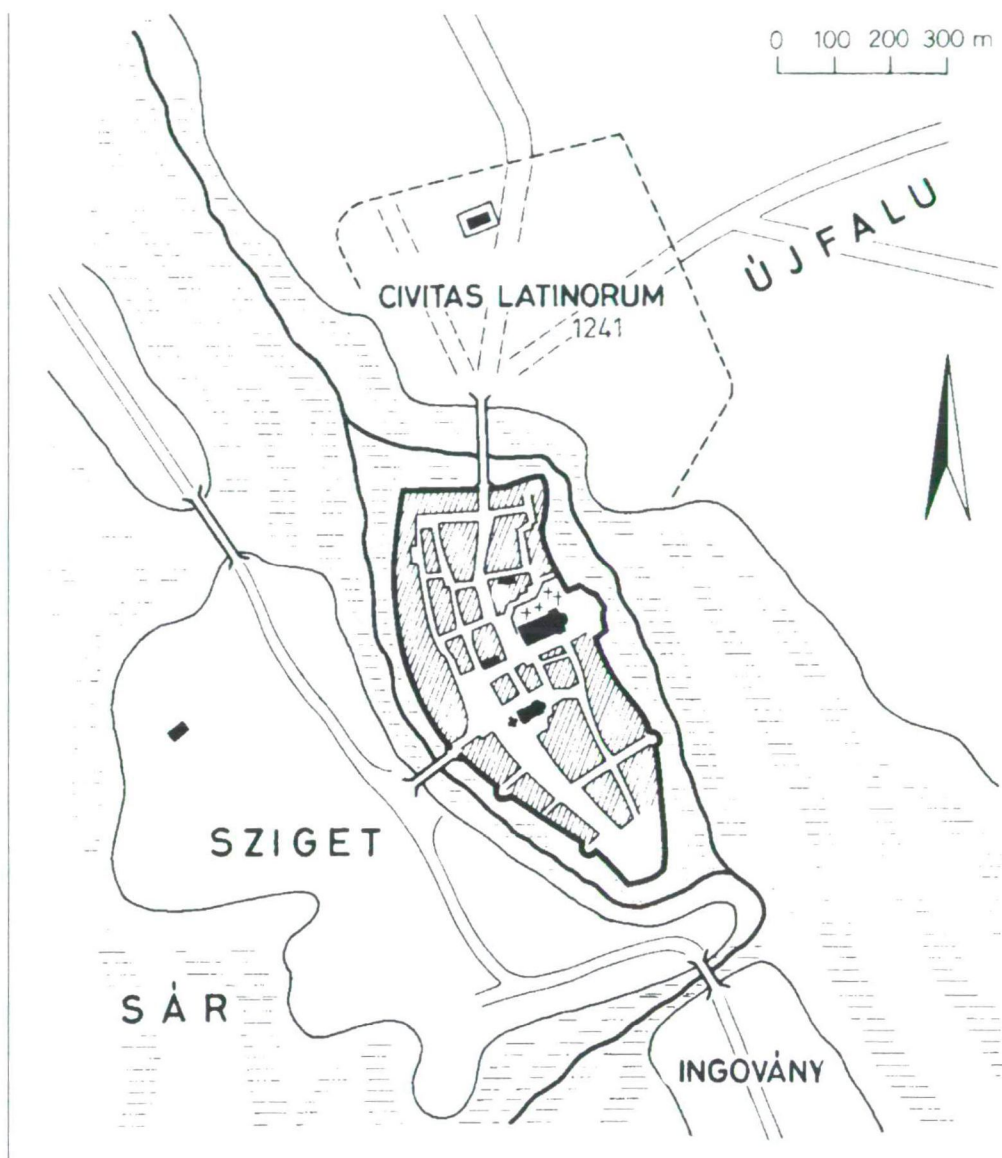 0 100 200 300 m
ÚJFALU
CIVITAS LATINORUM
1241
SZIGET
SÁR
INGOVÁNY